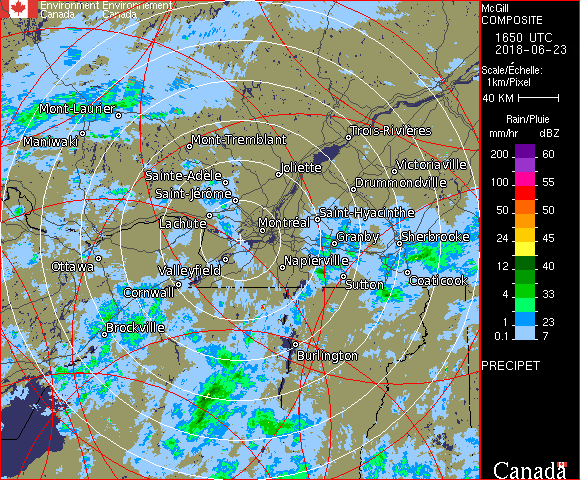 Environment Environnement
Canada Canada
McGill
COMPOSITE
1650 UTC
2018-06-23
Scale/Échelle:
1km/Pixel
40 KM
Rain/Pluie
mm/hr dBZ
200 60
100 55
50 50
24 45
12 40
8 35
4 30
1 23
0.1 7
PRECIPET
Canada
Mont-Laurier
Maniwaki
Mont-Tremblant
Trois-Rivières
Sainte-Adèle
Joliette
Victoriaville
Saint-Jérôme
Drummondville
Lachute
Saint-Hyacinthe
Montréal
Granby
Sherbrooke
Ottawa
Valleyfield
Napierville
Cornwall
Sutton
Coaticook
Brockville
Burlington